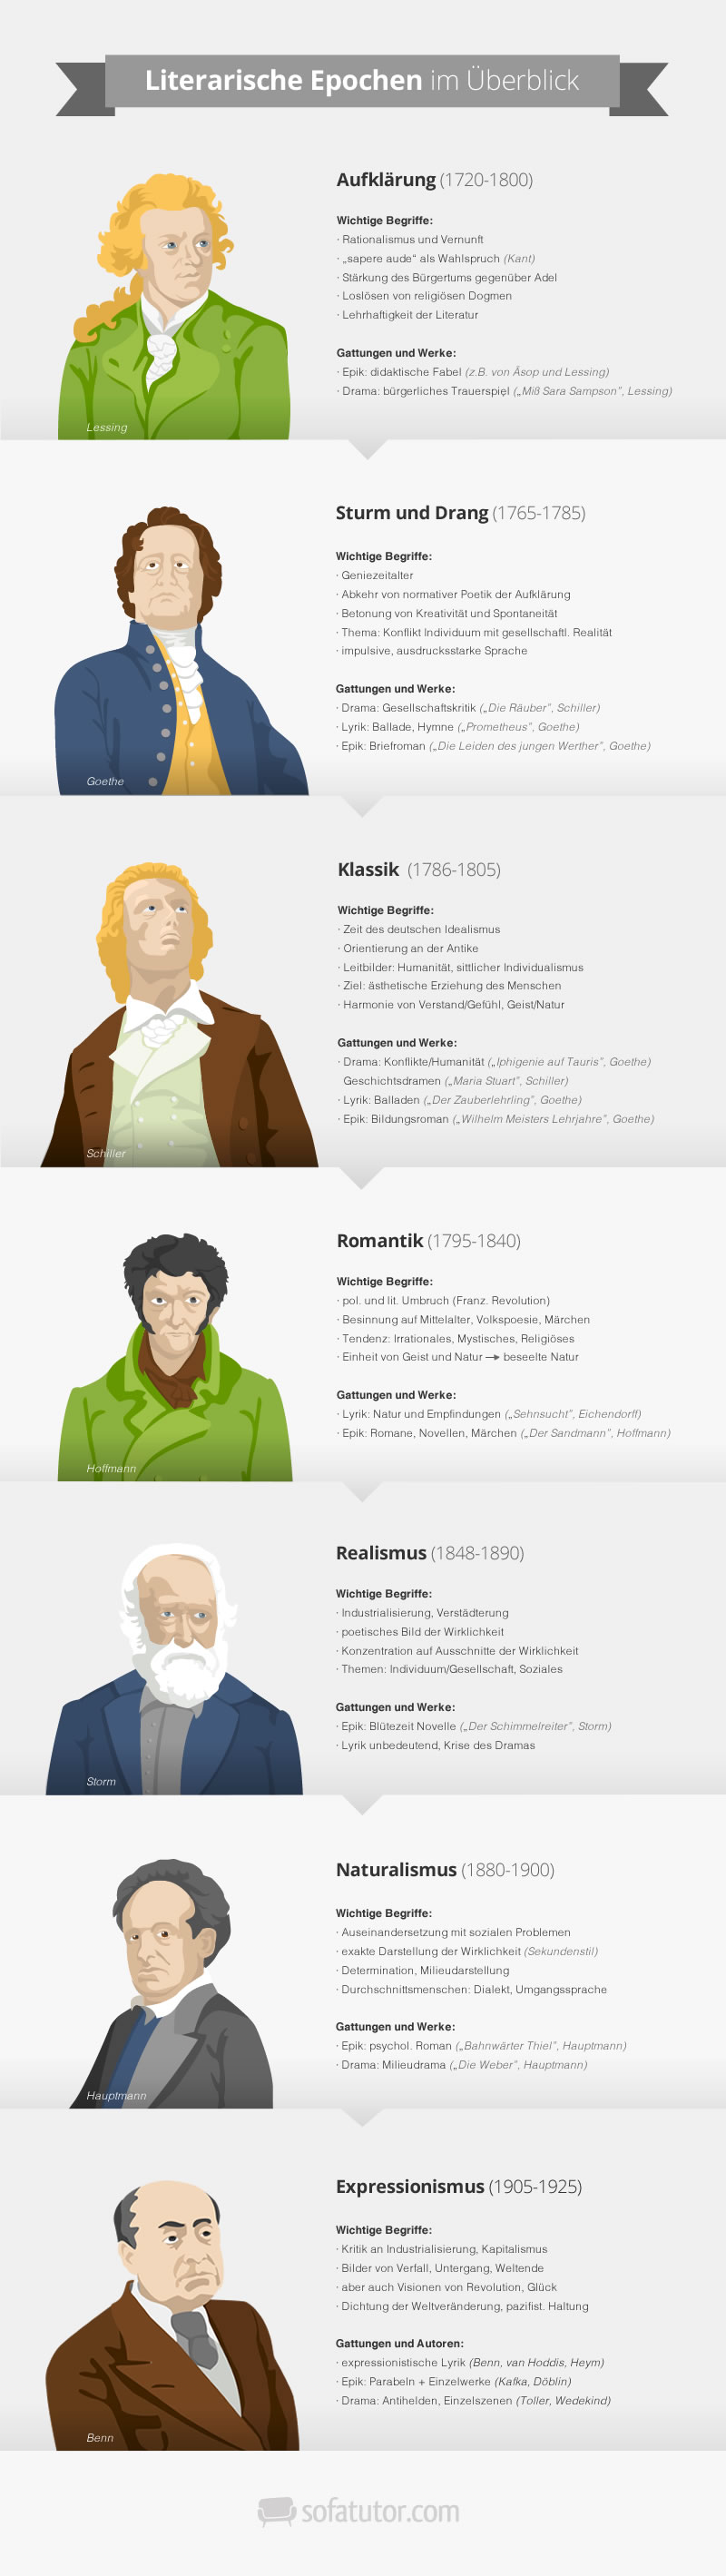 Literarische Epochen im Überblick
Aufklärung (1720-1800)
Wichtige Begriffe:
· Rationalismus und Vernunft
· „sapere aude“ als Wahlspruch (Kant)
· Stärkung des Bürgertums gegenüber Adel
· Loslösen von religiösen Dogmen
· Lehrhaftigkeit der Literatur
Gattungen und Werke:
· Epik: didaktische Fabel (z.B. von Äsop und Lessing)
· Drama: bürgerliches Trauerspiel („Miß Sara Sampson”, Lessing)
Lessing
Sturm und Drang (1765-1785)
Wichtige Begriffe:
· Geniezeitalter
· Abkehr von normativer Poetik der Aufklärung
· Betonung von Kreativität und Spontaneität
· Thema: Konflikt Individuum mit gesellschaftl. Realität
· impulsive, ausdrucksstarke Sprache
Gattungen und Werke:
· Drama: Gesellschaftskritik („Die Räuber”, Schiller)
· Lyrik: Ballade, Hymne („Prometheus”, Goethe)
· Epik: Briefroman („Die Leiden des jungen Werther”, Goethe)
Goethe
Klassik (1786-1805)
Wichtige Begriffe:
· Zeit des deutschen Idealismus
· Orientierung an der Antike
· Leitbilder: Humanität, sittlicher Individualismus
· Ziel: ästhetische Erziehung des Menschen
· Harmonie von Verstand/Gefühl, Geist/Natur
Gattungen und Werke:
· Drama: Konflikte/Humanität („Iphigenie auf Tauris”, Goethe)
Geschichtsdramen („Maria Stuart”, Schiller)
· Lyrik: Balladen („Der Zauberlehrling”, Goethe)
· Epik: Bildungsroman („Wilhelm Meisters Lehrjahre”, Goethe)
Schiller
Romantik (1795-1840)
Wichtige Begriffe:
· pol. und lit. Umbruch (Franz. Revolution)
· Besinnung auf Mittelalter, Volkspoesie, Märchen
· Tendenz: Irrationales, Mystisches, Religiöses
· Einheit von Geist und Natur → beseelte Natur
Gattungen und Werke:
· Lyrik: Natur und Empfindungen („Sehnsucht”, Eichendorff)
· Epik: Romane, Novellen, Märchen („Der Sandmann”, Hoffmann)
Hoffmann
Realismus (1848-1890)
Wichtige Begriffe:
· Industrialisierung, Verstädterung
· poetisches Bild der Wirklichkeit
· Konzentration auf Ausschnitte der Wirklichkeit
· Themen: Individuum/Gesellschaft, Soziales
Gattungen und Werke:
· Epik: Blütezeit Novelle („Der Schimmelreiter”, Storm)
· Lyrik unbedeutend, Krise des Dramas
Storm
Naturalismus (1880-1900)
Wichtige Begriffe:
· Auseinandersetzung mit sozialen Problemen
· exakte Darstellung der Wirklichkeit (Sekundenstil)
· Determination, Milieudarstellung
· Durchschnittsmenschen: Dialekt, Umgangssprache
Gattungen und Werke:
· Epik: psychol. Roman („Bahnwärter Thiel”, Hauptmann)
· Drama: Milieudrama („Die Weber”, Hauptmann)
Hauptmann
Expressionismus (1905-1925)
Wichtige Begriffe:
· Kritik an Industrialisierung, Kapitalismus
· Bilder von Verfall, Untergang, Weltende
· aber auch Visionen von Revolution, Glück
· Dichtung der Weltveränderung, pazifist. Haltung
Gattungen und Autoren:
· expressionistische Lyrik (Benn, van Hoddis, Heym)
· Epik: Parabeln + Einzelwerke (Kafka, Döblin)
· Drama: Antihelden, Einzelszenen (Toller, Wedekind)
Benn
sofatutor.com